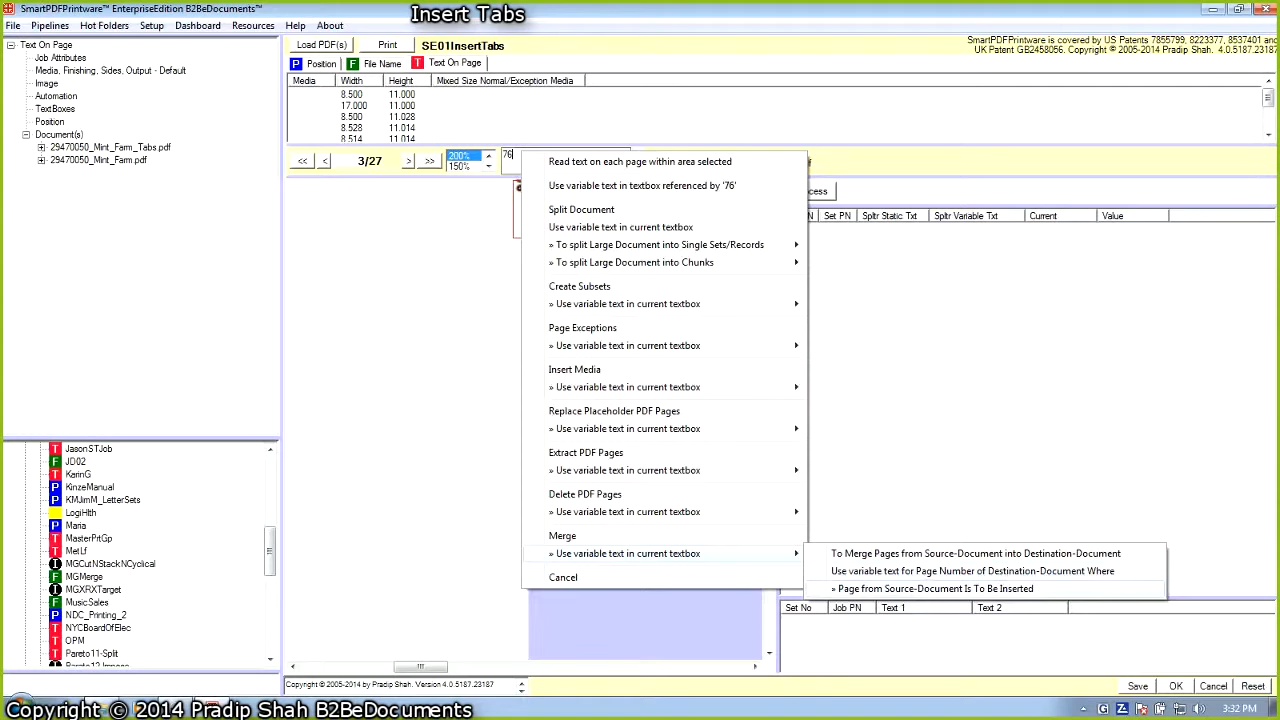 SmartPDFPrintware™ EnterpriseEdition B2BeDocuments™
Insert Tabs
File Pipelines Hot Folders Setup Dashboard Resources Help About
Text On Page
Job Attributes
Media, Finishing, Sides, Output - Default
Image
Automation
TextBoxes
Position
Document(s)
29470050_Mint_Farm_Tabs.pdf
29470050_Mint_Farm.pdf
Load PDF(s) Print SE01InsertTabs
SmartPDFPrintware is covered by US Patents 7855799, 8223377, 8537401 and
UK Patent GB2458056. Copyright © 2005-2014 Pradip Shah. 4.0.5187.23187
P Position F File Name T Text On Page
Media Width Height Mixed Size Normal/Exception Media
8.500 11.000
17.000 11.000
8.500 11.028
8.528 11.014
8.514 11.014
<< < 3/27 > >> 200% 76
150%
Set PN Spltr Static Txt Spltr Variable Txt Current Value
Read text on each page within area selected
Use variable text in textbox referenced by '76'
Split Document
Use variable text in current textbox
» To split Large Document into Single Sets/Records
» To split Large Document into Chunks
Create Subsets
» Use variable text in current textbox
Page Exceptions
» Use variable text in current textbox
Insert Media
» Use variable text in current textbox
Replace Placeholder PDF Pages
» Use variable text in current textbox
Extract PDF Pages
» Use variable text in current textbox
Delete PDF Pages
» Use variable text in current textbox
Merge
» Use variable text in current textbox
Cancel
To Merge Pages from Source-Document into Destination-Document
Use variable text for Page Number of Destination-Document Where
» Page from Source-Document Is To Be Inserted
Set No Job PN Text 1 Text 2
T JasonSTJob
F JD02
T KarinG
P KinzeManual
P KMJimM_LetterSets
LogiHlth
P Maria
T MasterPrtGp
T MetLf
I MGCutNStackNCyclical
F MGMerge
I MGXRXTarget
F MusicSales
P NDC_Printing_2
T NYCBoardOfElec
T OPM
T Pareto11-Split
Copyright © 2005-2014 by Pradip Shah. Version 4.0.5187.23187
Save OK Cancel Reset
Copyright © 2014 Pradip Shah B2BeDocuments
3:32 PM